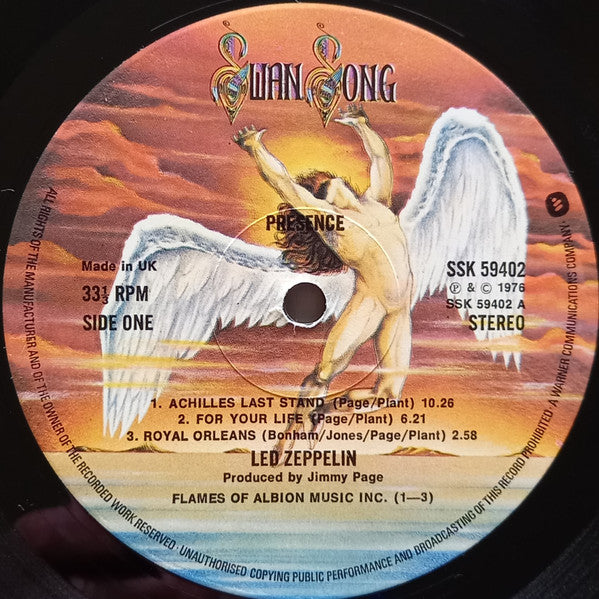 SWAN SONG
PRESENCE
Made in UK
33⅓ RPM
SIDE ONE
SSK 59402
Ⓟ & © 1976
SSK 59402 A
STEREO
1. ACHILLES LAST STAND (Page/Plant) 10.26
2. FOR YOUR LIFE (Page/Plant) 6.21
3. ROYAL ORLEANS (Bonham/Jones/Page/Plant) 2.58
LED ZEPPELIN
Produced by Jimmy Page
FLAMES OF ALBION MUSIC INC. (1—3)
ALL RIGHTS OF THE MANUFACTURER AND OF THE OWNER OF THE RECORDED WORK RESERVED · UNAUTHORISED COPYING PUBLIC PERFORMANCE AND BROADCASTING OF THIS RECORD PROHIBITED · A WARNER COMMUNICATIONS COMPANY